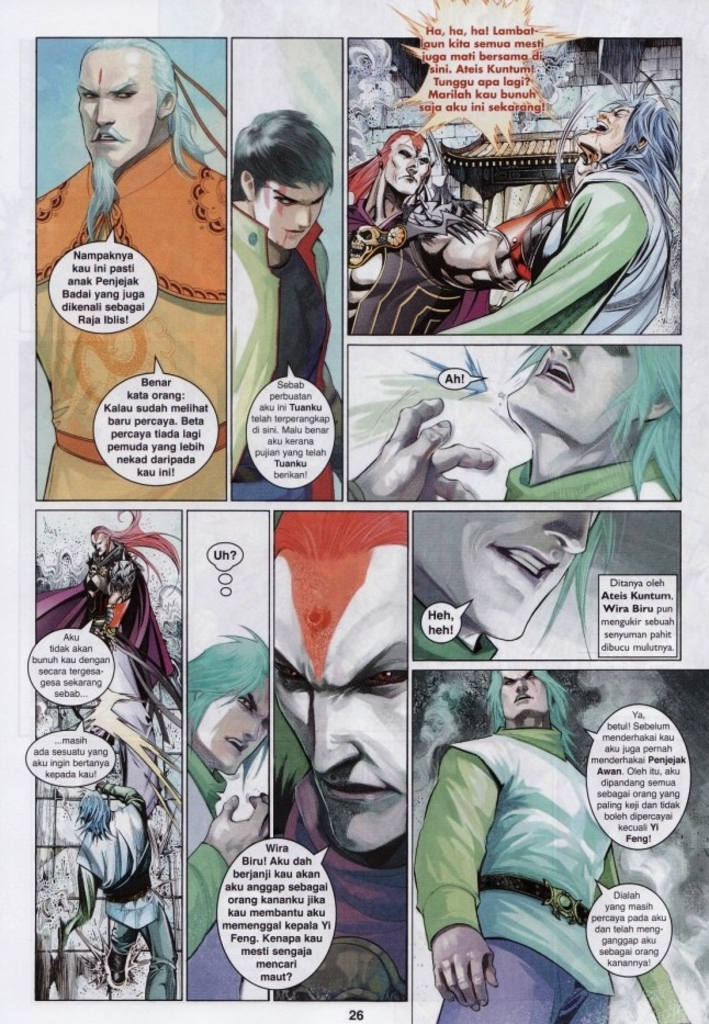 Nampaknya
kau ini pasti
anak Penjejak
Badai yang juga
dikenali sebagai
Raja Iblis!
Benar
kata orang:
Kalau sudah melihat
baru percaya. Beta
percaya tiada lagi
pemuda yang lebih
nekad daripada
kau ini!
Sebab
perbuatan
aku ini Tuanku
telah terperangkap
di sini. Malu benar
aku kerana
pujian yang telah
Tuanku
berikan!
Ha, ha, ha! Lambat-
laun kita semua mesti
juga mati bersama di
sini. Ateis Kuntum!
Tunggu apa lagi?
Marilah kau bunuh
saja aku ini sekarang!
Ah!
Aku
tidak akan
bunuh kau dengan
secara tergesa-
gesa sekarang
sebab...
...masih
ada sesuatu yang
aku ingin bertanya
kepada kau!
Uh?
Wira
Biru! Aku dah
berjanji kau akan
aku anggap sebagai
orang kananku jika
kau membantu aku
memenggal kepala Yi
Feng. Kenapa kau
mesti sengaja
mencari
maut?
Heh,
heh!
Ditanya oleh
Ateis Kuntum,
Wira Biru pun
mengukir sebuah
senyuman pahit
dibucu mulutnya.
Ya,
betul! Sebelum
menderhakai kau
aku juga pernah
menderhakai Penjejak
Awan. Oleh itu, aku
dipandang semua
sebagai orang yang
paling keji dan tidak
boleh dipercayai
kecuali Yi
Feng!
Dialah
yang masih
percaya pada aku
dan telah meng-
ganggap aku
sebagai orang
kanannya!
26